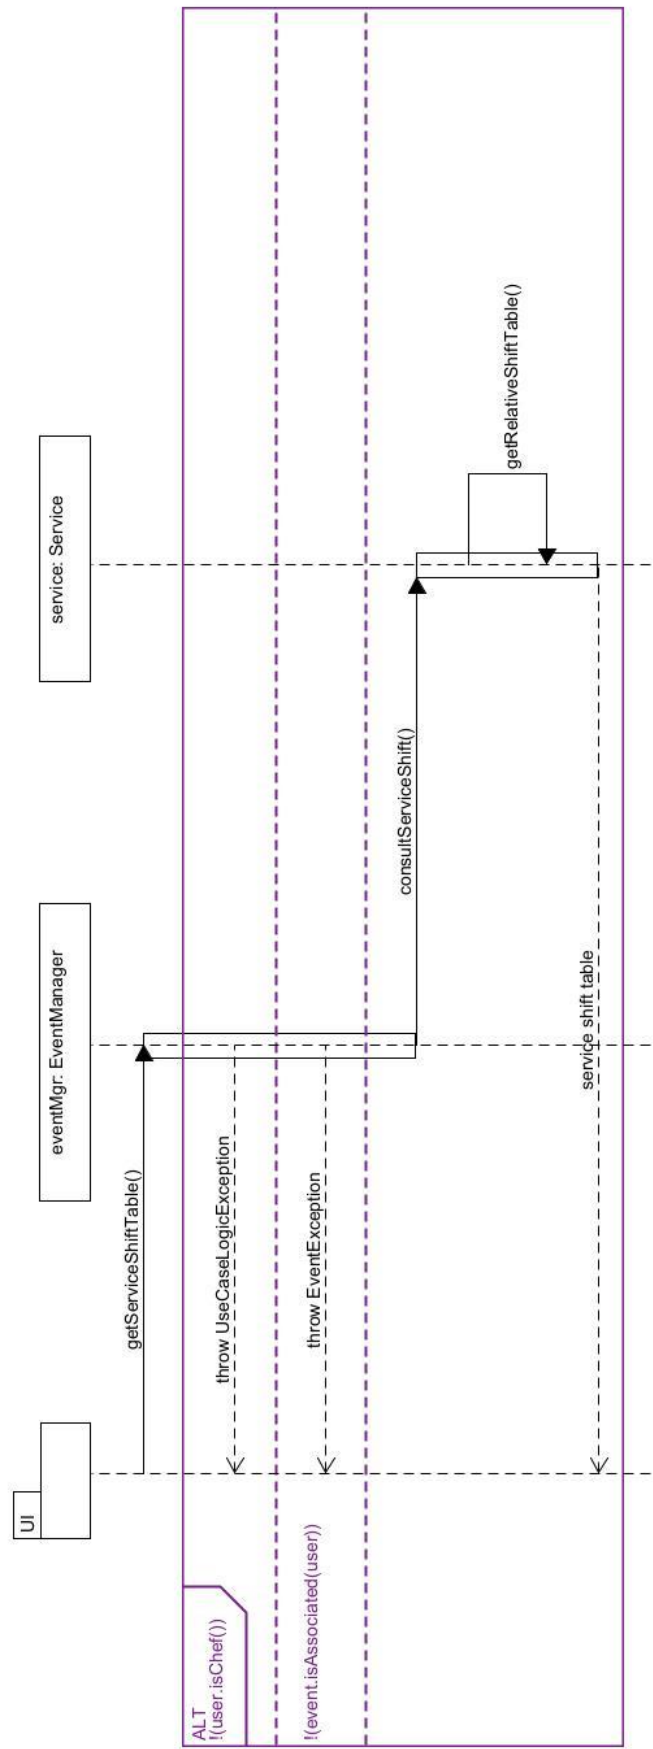 UI
eventMgr: EventManager
service: Service
getServiceShiftTable()
ALT
!(user.isChef())
throw UseCaseLogicException
!(event.isAssociated(user))
throw EventException
consultServiceShift()
getRelativeShiftTable()
service shift table